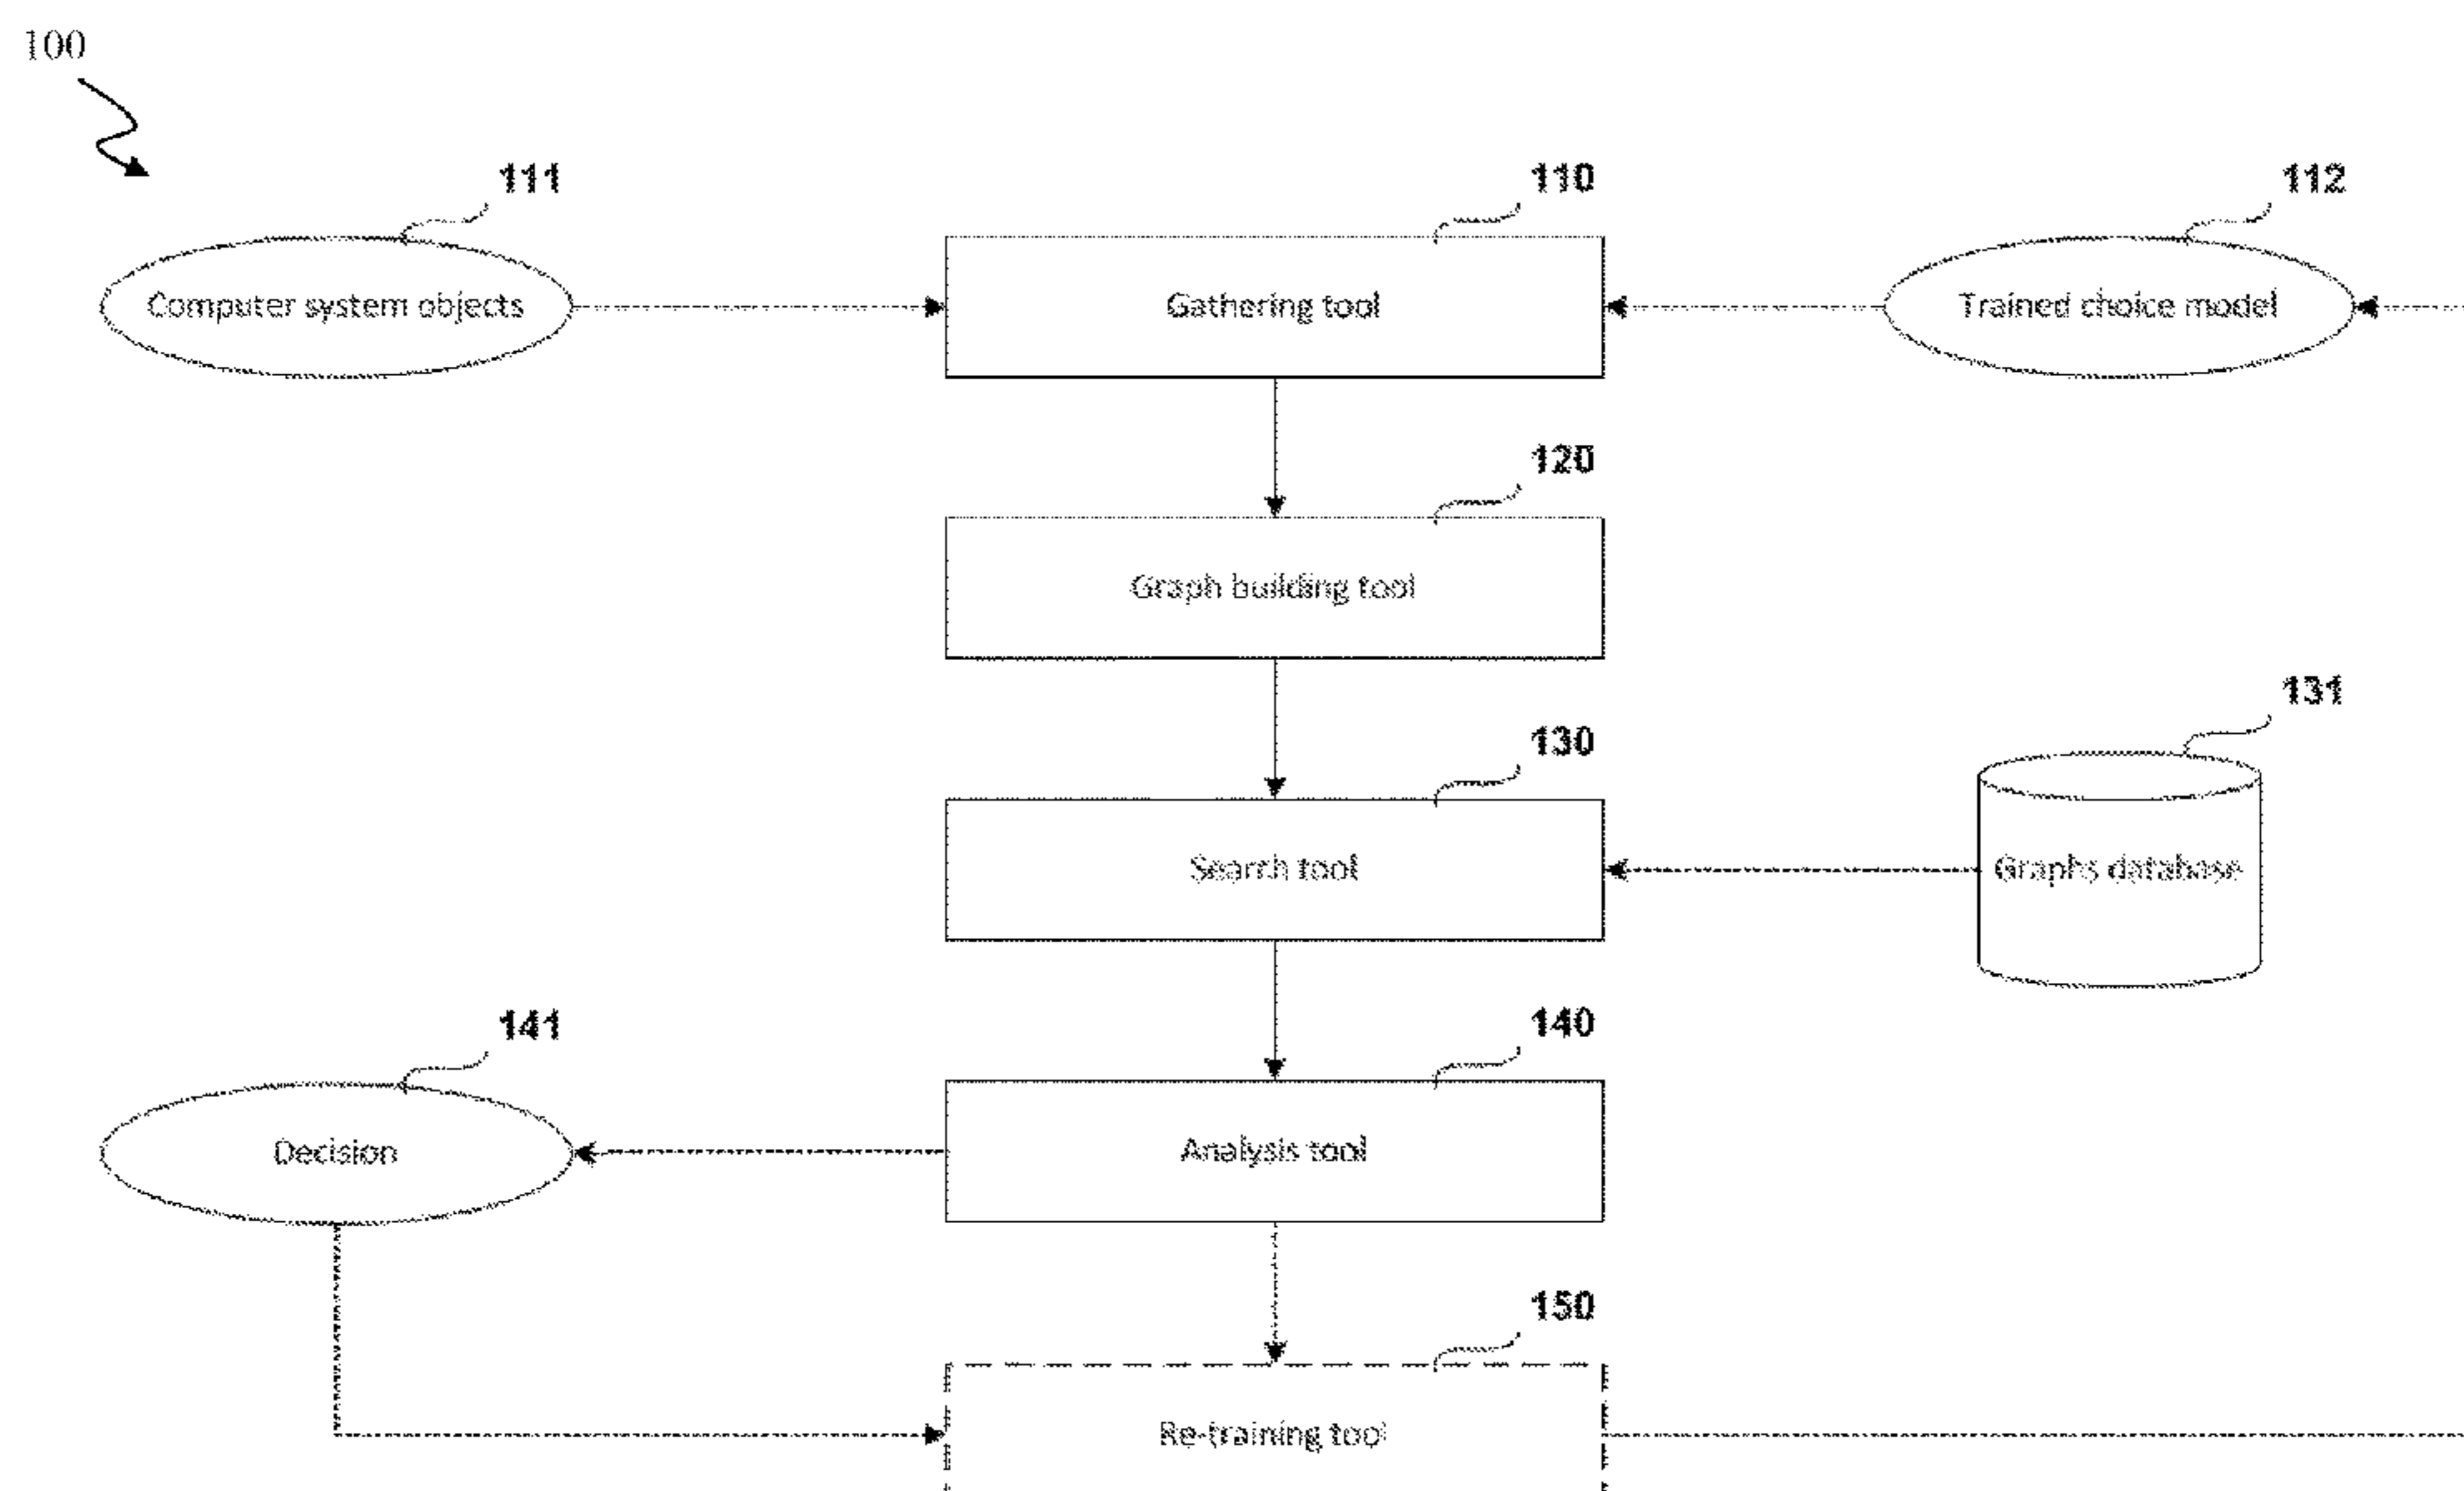 100
111
110
112
Computer system objects
Gathering tool
Trained choice model
120
Graph building tool
131
130
Search tool
Graphs database
141
140
Decision
Analysis tool
150
Re-training tool